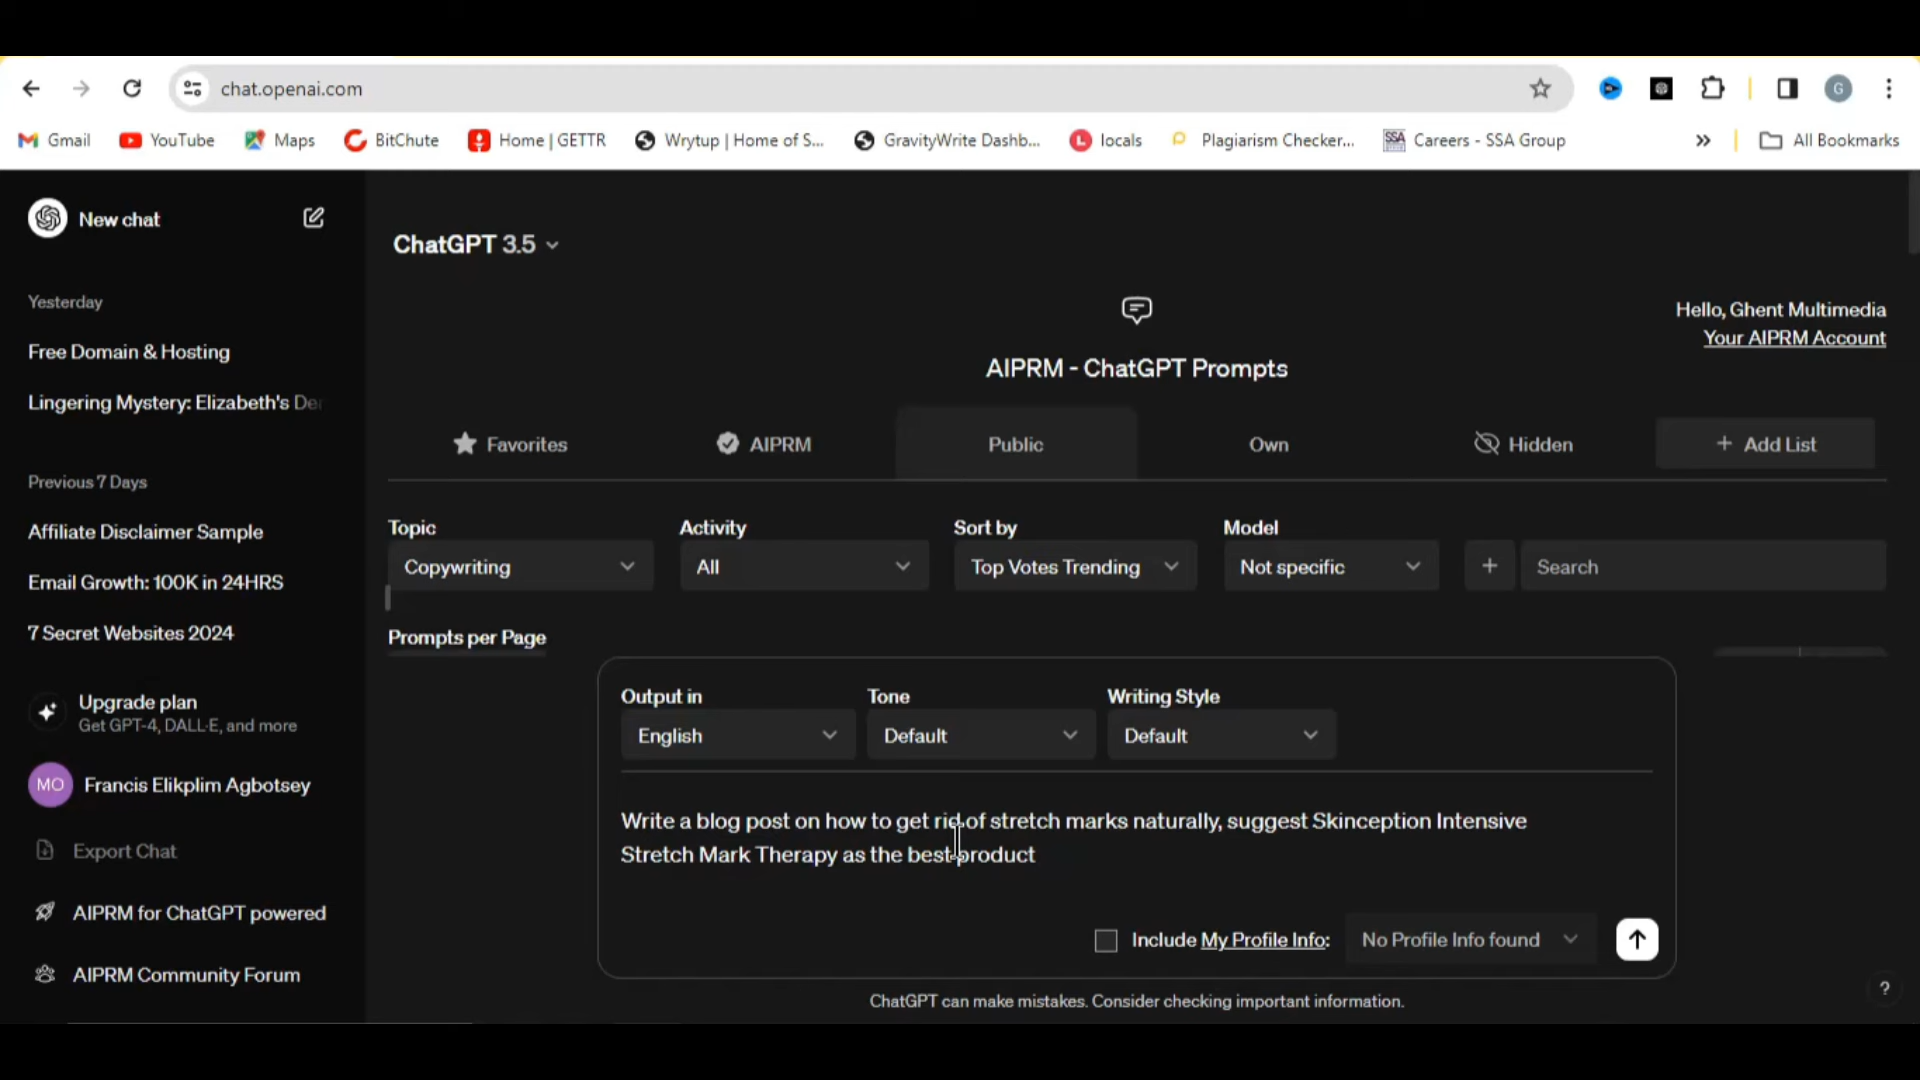 chat.openai.com
Gmail YouTube Maps BitChute Home | GETTR Wrytup | Home of S... GravityWrite Dashb... locals Plagiarism Checker... SSA Careers - SSA Group » All Bookmarks
G
New chat
ChatGPT 3.5
Yesterday
Free Domain & Hosting
Lingering Mystery: Elizabeth's De
Previous 7 Days
Affiliate Disclaimer Sample
Email Growth: 100K in 24HRS
7 Secret Websites 2024
Upgrade plan
Get GPT-4, DALL·E, and more
MO Francis Elikplim Agbotsey
Export Chat
AIPRM for ChatGPT powered
AIPRM Community Forum
Hello, Ghent Multimedia
Your AIPRM Account
AIPRM - ChatGPT Prompts
Favorites AIPRM Public Own Hidden + Add List
Topic Activity Sort by Model
Copywriting All Top Votes Trending Not specific + Search
Prompts per Page
Output in Tone Writing Style
English Default Default
Write a blog post on how to get rid of stretch marks naturally, suggest Skinception Intensive
Stretch Mark Therapy as the best product
Include My Profile Info: No Profile Info found
ChatGPT can make mistakes. Consider checking important information.
?